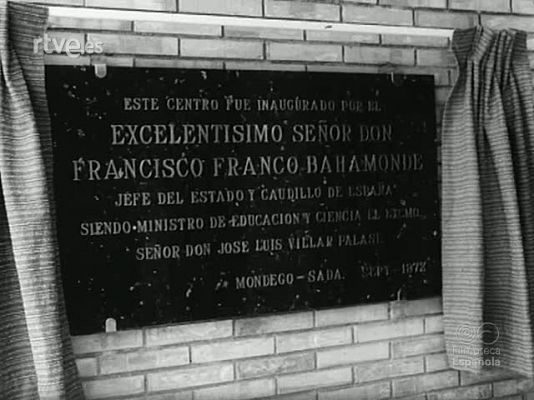 rtve.es
ESTE CENTRO FUE INAUGURADO POR EL
EXCELENTISIMO SEÑOR DON
FRANCISCO FRANCO BAHAMONDE
JEFE DEL ESTADO Y CAUDILLO DE ESPAÑA
SIENDO MINISTRO DE EDUCACION Y CIENCIA EL EXCMO.
SEÑOR DON JOSE LUIS VILLAR PALASI
MONDEGO-SADA. SEPT-1972
Filmoteca
Española